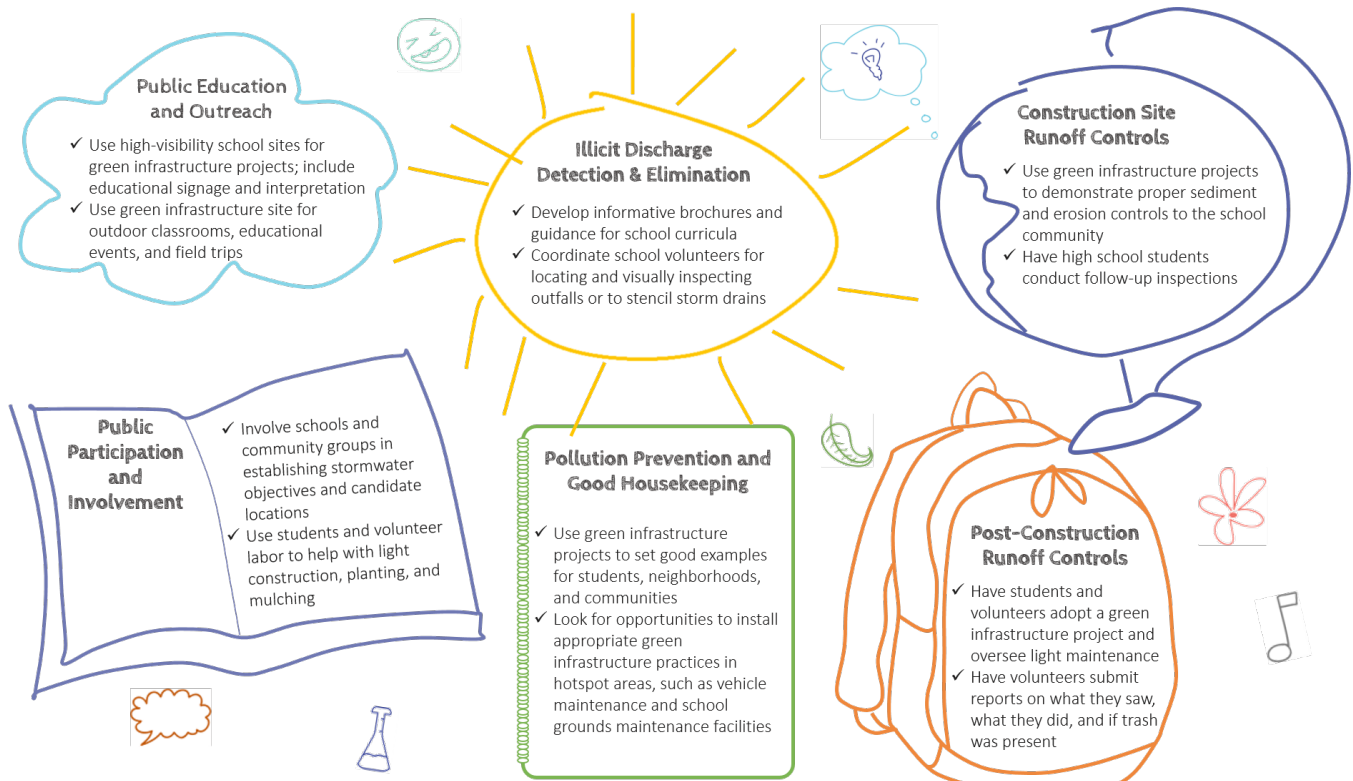 Public Education
and Outreach
✓ Use high-visibility school sites for
green infrastructure projects; include
educational signage and interpretation
✓ Use green infrastructure site for
outdoor classrooms, educational
events, and field trips
Illicit Discharge
Detection & Elimination
✓ Develop informative brochures and
guidance for school curricula
✓ Coordinate school volunteers for
locating and visually inspecting
outfalls or to stencil storm drains
Construction Site
Runoff Controls
✓ Use green infrastructure projects
to demonstrate proper sediment
and erosion controls to the school
community
✓ Have high school students
conduct follow-up inspections
Public
Participation
and
Involvement
✓ Involve schools and
community groups in
establishing stormwater
objectives and candidate
locations
✓ Use students and volunteer
labor to help with light
construction, planting, and
mulching
Pollution Prevention and
Good Housekeeping
✓ Use green infrastructure
projects to set good examples
for students, neighborhoods,
and communities
✓ Look for opportunities to install
appropriate green
infrastructure practices in
hotspot areas, such as vehicle
maintenance and school
grounds maintenance facilities
Post-Construction
Runoff Controls
✓ Have students and
volunteers adopt a green
infrastructure project and
oversee light maintenance
✓ Have volunteers submit
reports on what they saw,
what they did, and if trash
was present